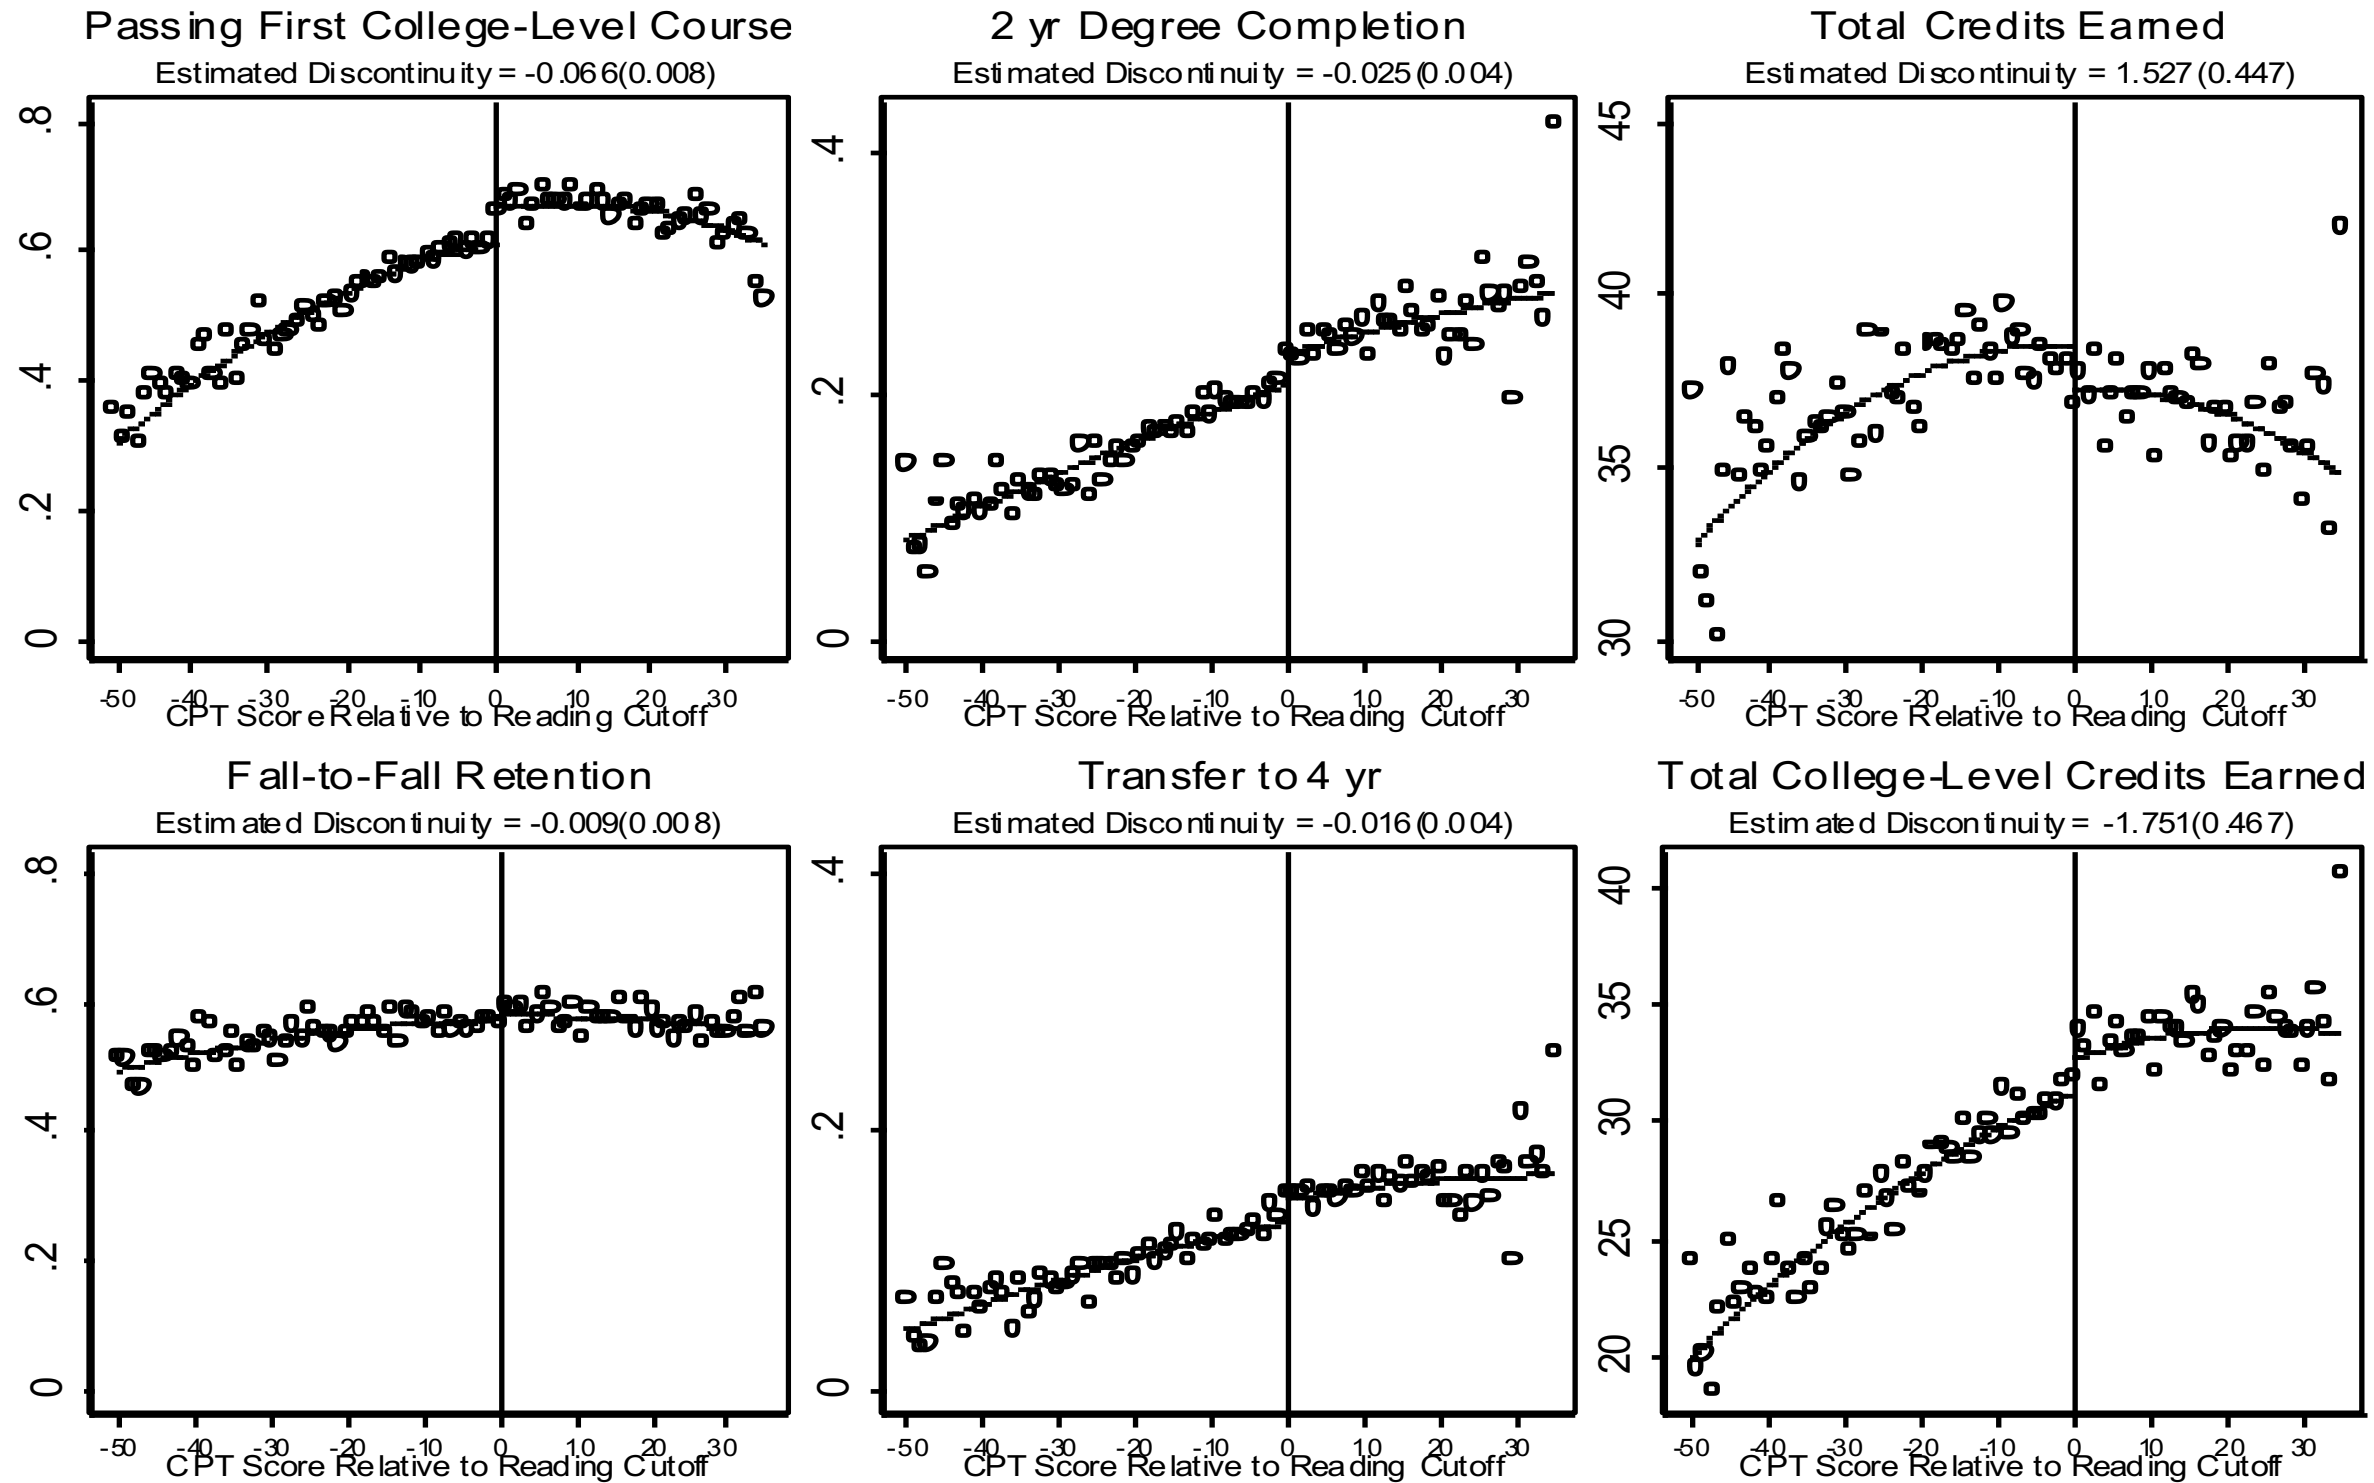 Passing First College-Level Course
Estimated Discontinuity = -0.066(0.008)
.8
.6
.4
.2
0
-50 -40 -30 -20 -10 0 10 20 30
CPT Score Relative to Reading Cutoff
2 yr Degree Completion
Estimated Discontinuity = -0.025(0.004)
.4
.2
0
-50 -40 -30 -20 -10 0 10 20 30
CPT Score Relative to Reading Cutoff
Total Credits Earned
Estimated Discontinuity = 1.527(0.447)
45
40
35
30
-50 -40 -30 -20 -10 0 10 20 30
CPT Score Relative to Reading Cutoff
Fall-to-Fall Retention
Estimated Discontinuity = -0.009(0.008)
.8
.6
.4
.2
0
-50 -40 -30 -20 -10 0 10 20 30
CPT Score Relative to Reading Cutoff
Transfer to 4 yr
Estimated Discontinuity = -0.016(0.004)
.4
.2
0
-50 -40 -30 -20 -10 0 10 20 30
CPT Score Relative to Reading Cutoff
Total College-Level Credits Earned
Estimated Discontinuity = -1.751(0.467)
40
35
30
25
20
-50 -40 -30 -20 -10 0 10 20 30
CPT Score Relative to Reading Cutoff